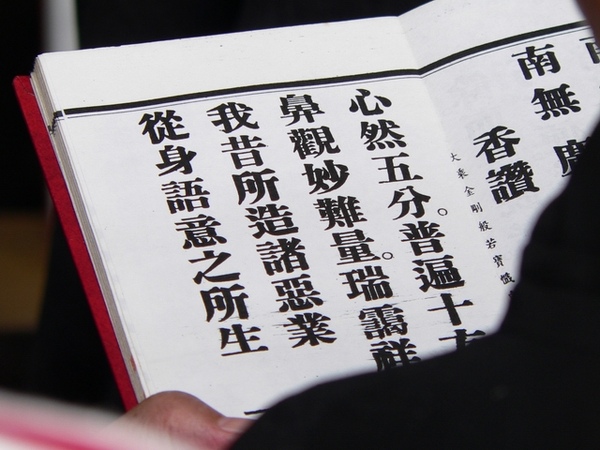 南無
香讚
大乘金剛般若寶懺
心然五分。普遍十方
鼻觀妙難量。瑞靄祥
我昔所造諸惡業
從身語意之所生